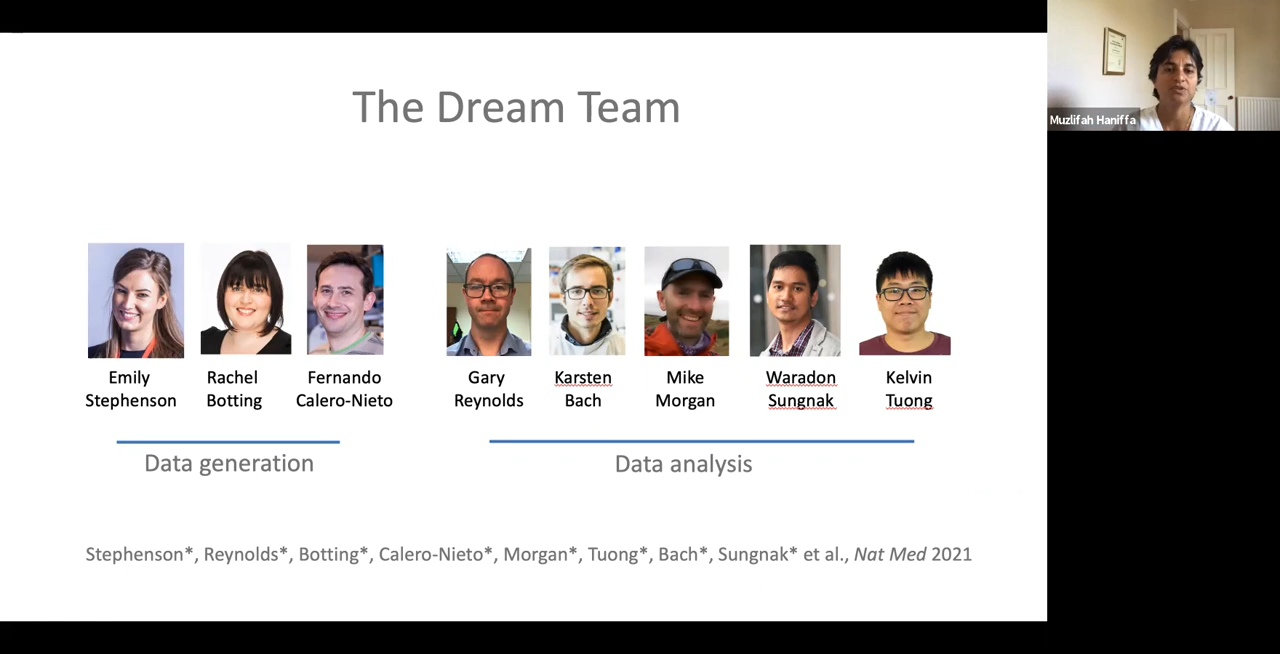 The Dream Team
Muzlifah Haniffa
Emily
Stephenson
Rachel
Botting
Fernando
Calero-Nieto
Gary
Reynolds
Karsten
Bach
Mike
Morgan
Waradon
Sungnak
Kelvin
Tuong
Data generation
Data analysis
Stephenson*, Reynolds*, Botting*, Calero-Nieto*, Morgan*, Tuong*, Bach*, Sungnak* et al., Nat Med 2021